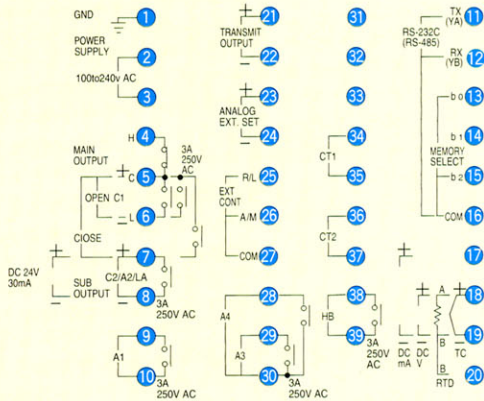 GND 1
POWER SUPPLY 2
100to240v AC
3
H 4
MAIN OUTPUT
3A 250V AC
+ C 5
OPEN C1
– L 6
CIOSE
DC 24V 30mA
+ + 7
C2/A2/LA
– SUB OUTPUT – 8
3A 250V AC
9
A1
10
3A 250V AC
+ 21
TRANSMIT OUTPUT
– 22
+ 23
ANALOG EXT. SET
– 24
R/L 25
EXT CONT
A/M 26
COM 27
28
A4
29
A3
30
3A 250V AC
31
32
33
34
CT1
35
36
CT2
37
38
HB
39
3A 250V AC
TX (YA) 11
RS-232C (RS-485)
RX (YB) 12
b0 13
b1 14
MEMORY SELECT
b2 15
COM 16
+ 17
+ A 18
B 19
– DC mA
– DC V
– TC
B 20
RTD